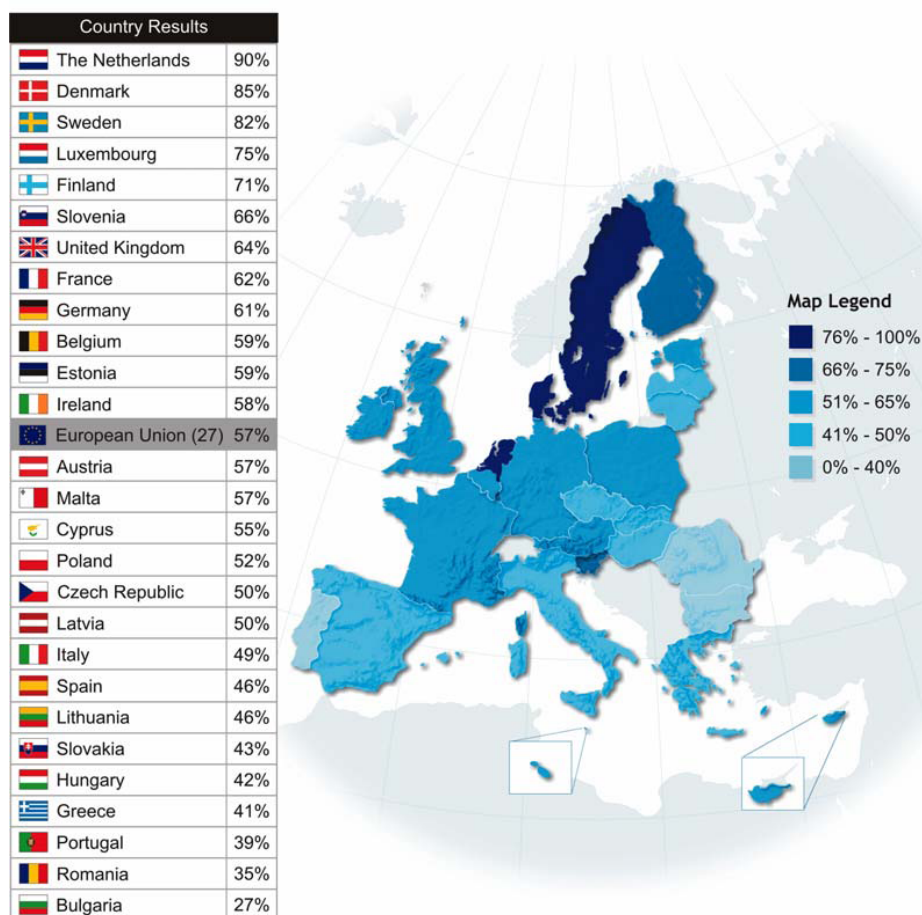 Country Results
The Netherlands 90%
Denmark 85%
Sweden 82%
Luxembourg 75%
Finland 71%
Slovenia 66%
United Kingdom 64%
France 62%
Germany 61%
Belgium 59%
Estonia 59%
Ireland 58%
European Union (27) 57%
Austria 57%
Malta 57%
Cyprus 55%
Poland 52%
Czech Republic 50%
Latvia 50%
Italy 49%
Spain 46%
Lithuania 46%
Slovakia 43%
Hungary 42%
Greece 41%
Portugal 39%
Romania 35%
Bulgaria 27%
Map Legend
76% - 100%
66% - 75%
51% - 65%
41% - 50%
0% - 40%